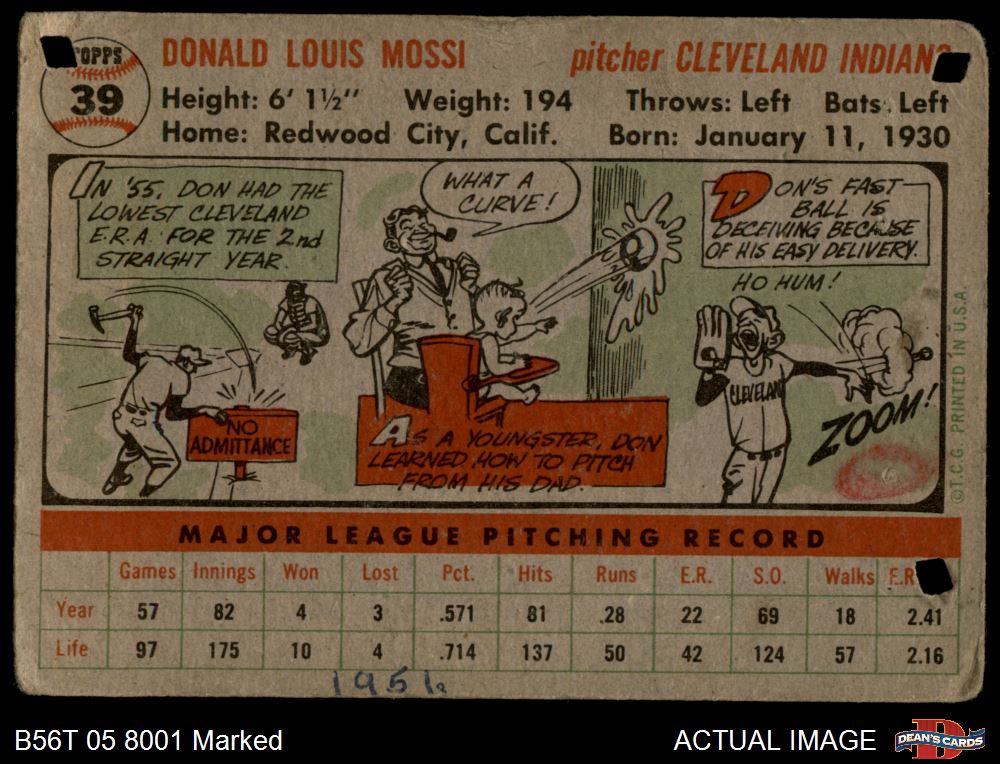 TOPPS
39
DONALD LOUIS MOSSI pitcher CLEVELAND INDIANS
Height: 6' 1½" Weight: 194 Throws: Left Bats: Left
Home: Redwood City, Calif. Born: January 11, 1930
IN '55, DON HAD THE
LOWEST CLEVELAND
E.R.A. FOR THE 2nd
STRAIGHT YEAR.
NO
ADMITTANCE
WHAT A
CURVE!
AS A YOUNGSTER, DON
LEARNED HOW TO PITCH
FROM HIS DAD.
DON'S FAST
BALL IS
DECEIVING BECAUSE
OF HIS EASY DELIVERY.
HO HUM!
CLEVELAND
ZOOM!
©T.C.G. PRINTED IN U.S.A.
MAJOR LEAGUE PITCHING RECORD
Games Innings Won Lost Pct. Hits Runs E.R. S.O. Walks E.R
Year 57 82 4 3 .571 81 28 22 69 18 2.41
Life 97 175 10 4 .714 137 50 42 124 57 2.16
1951
B56T 05 8001 Marked ACTUAL IMAGE DEAN'S CARDS